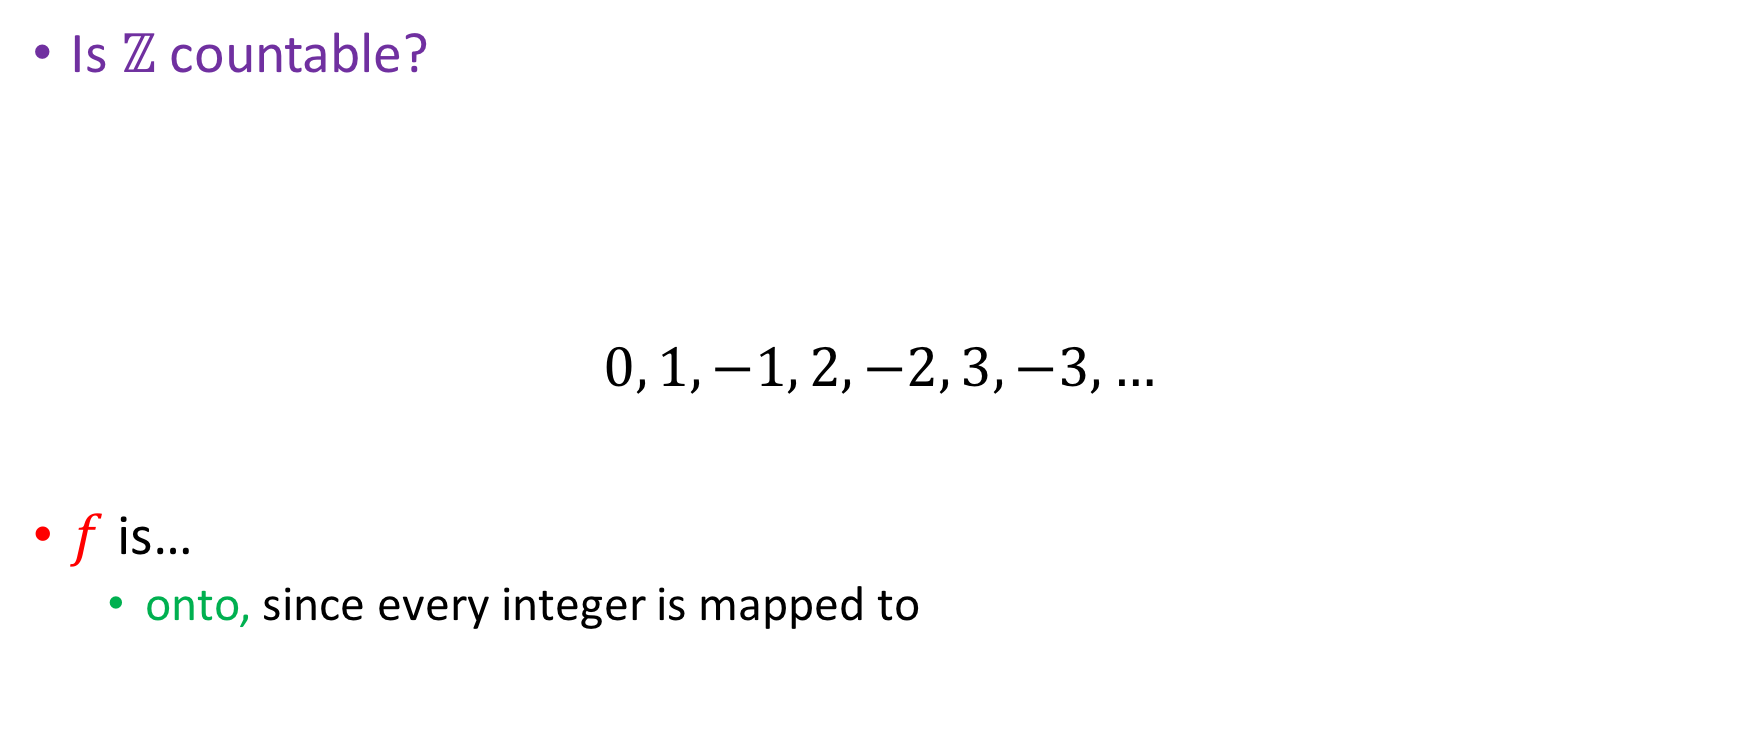 • Is ℤ countable?
0, 1, −1, 2, −2, 3, −3, …
• f is…
• onto, since every integer is mapped to